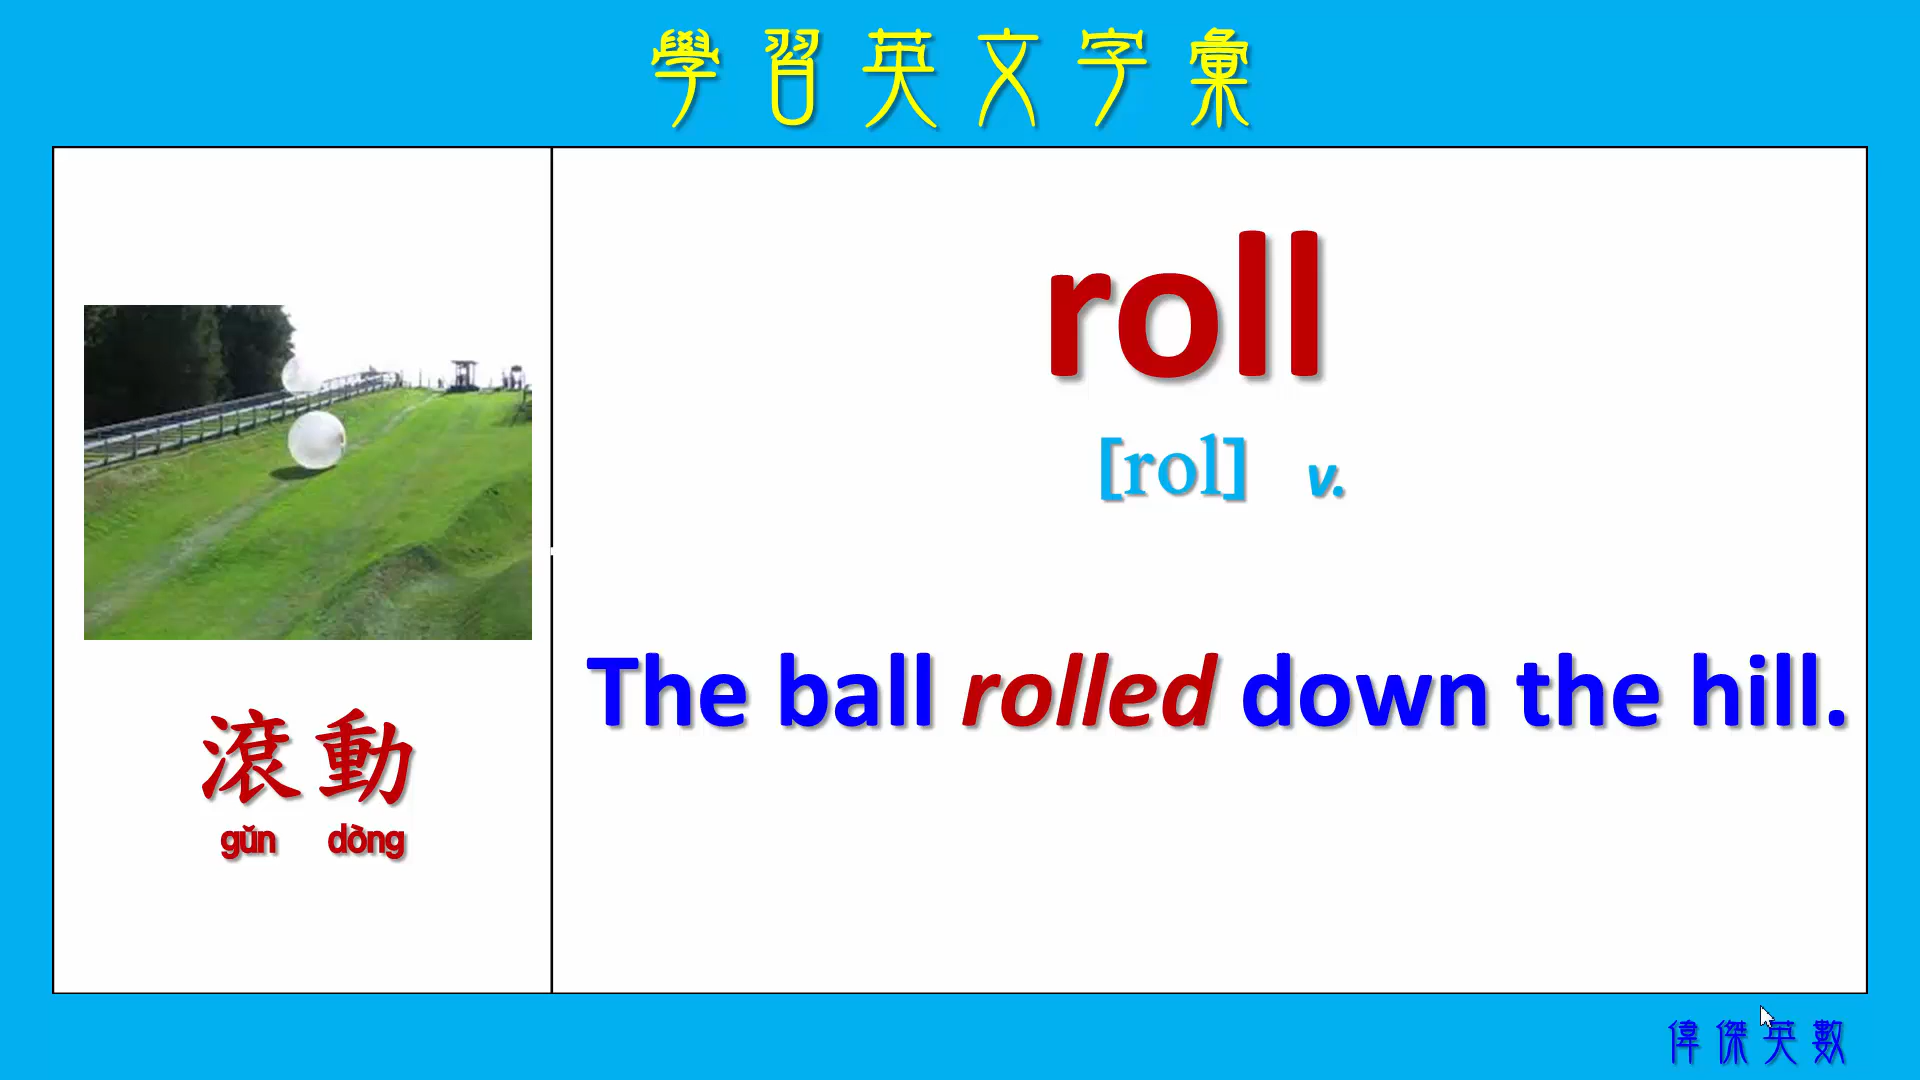 學習英文字彙
roll
[rol] v.
The ball rolled down the hill.
滾動
gǔn dòng
偉傑英數